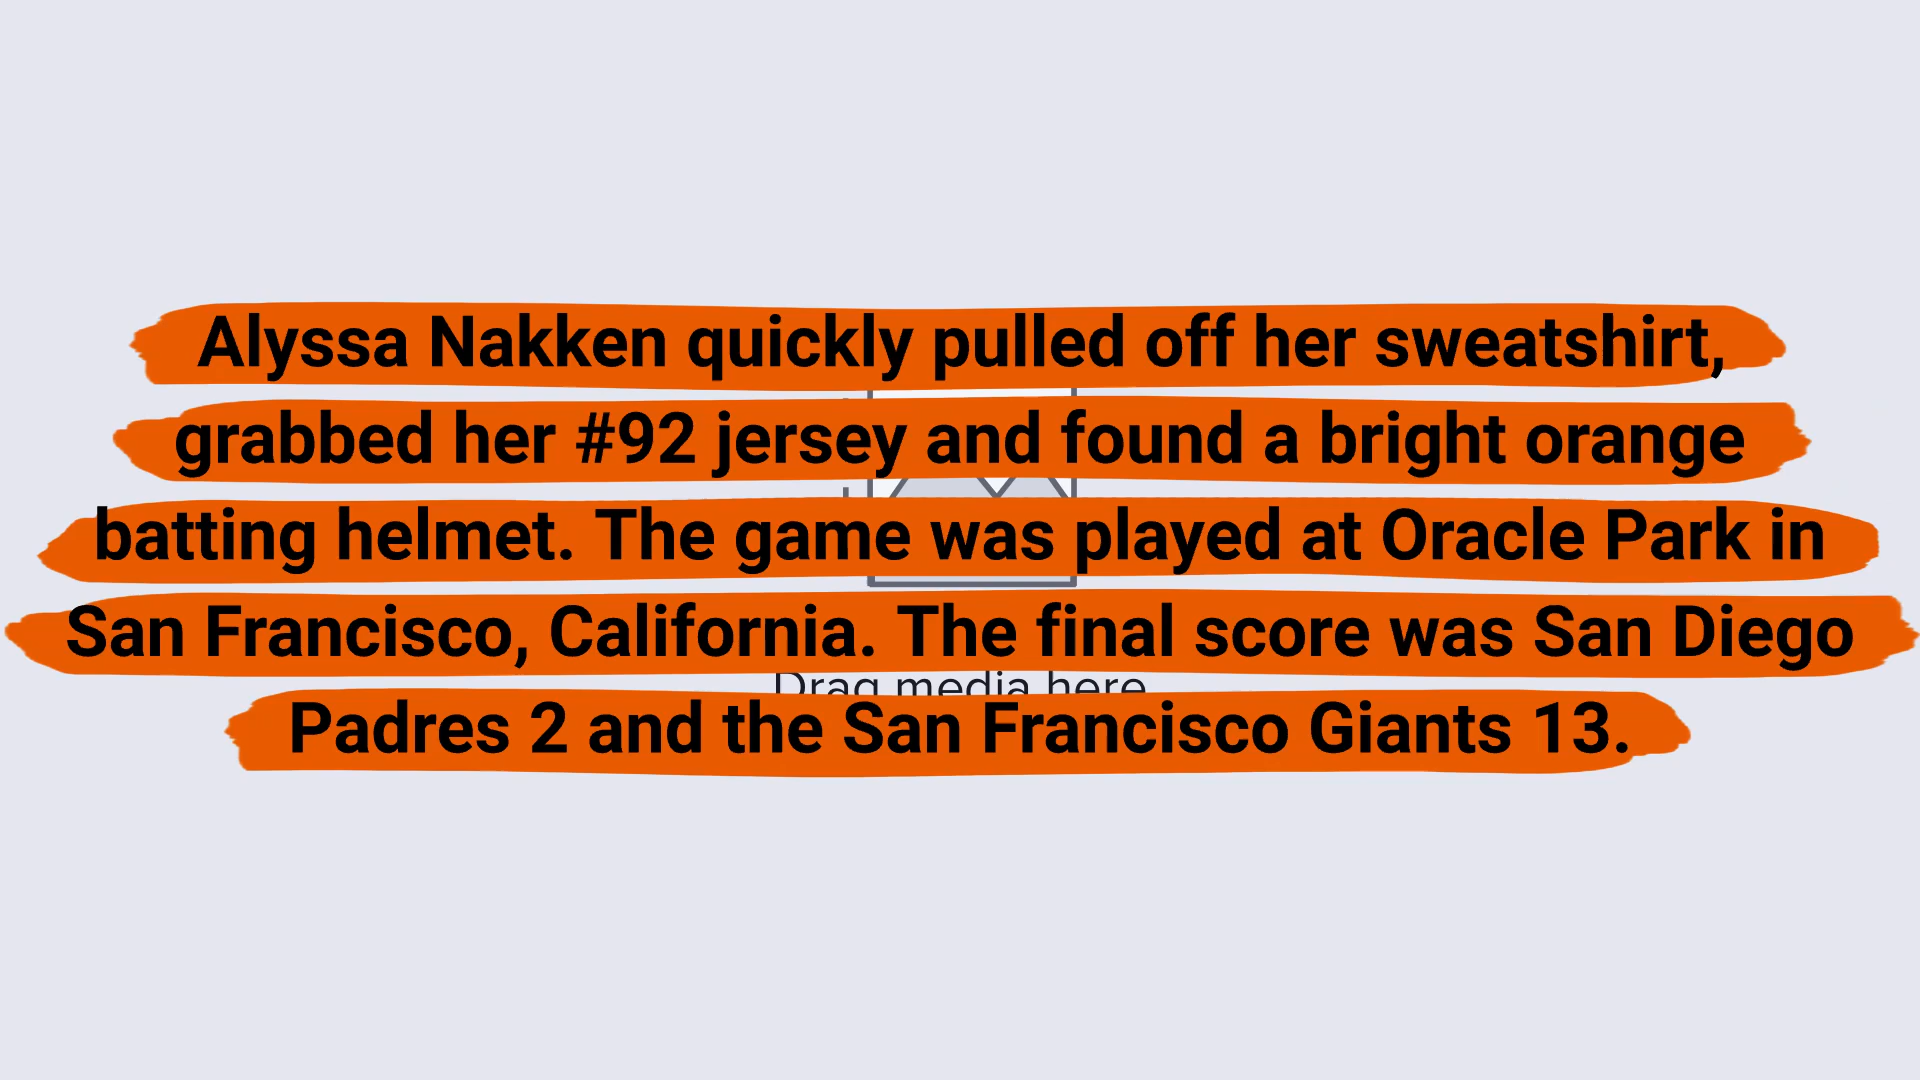 Alyssa Nakken quickly pulled off her sweatshirt,
grabbed her #92 jersey and found a bright orange
batting helmet. The game was played at Oracle Park in
San Francisco, California. The final score was San Diego
Drag media here
Padres 2 and the San Francisco Giants 13.